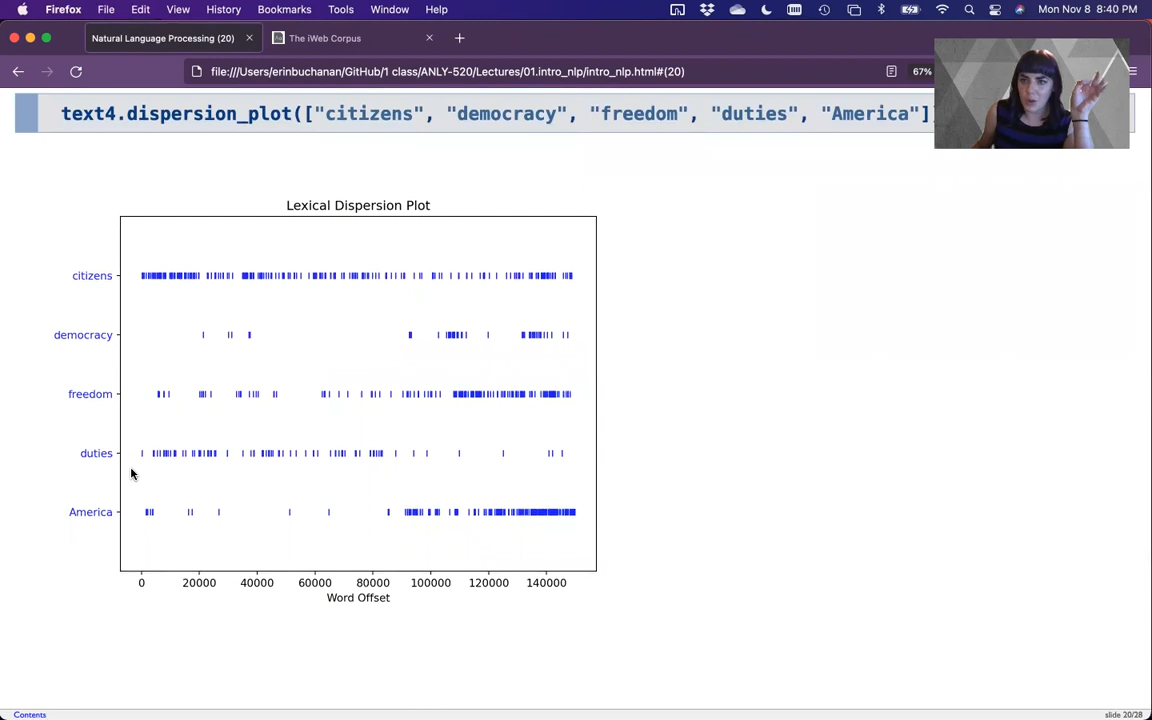 Firefox File Edit View History Bookmarks Tools Window Help Mon Nov 8 8:40 PM
Natural Language Processing (20) The iWeb Corpus
file:///Users/erinbuchanan/GitHub/1 class/ANLY-520/Lectures/01.intro_nlp/intro_nlp.html#(20) 67%
text4.dispersion_plot(["citizens", "democracy", "freedom", "duties", "America"]
Lexical Dispersion Plot
citizens
democracy
freedom
duties
America
0 20000 40000 60000 80000 100000 120000 140000
Word Offset
Contents slide 20/28